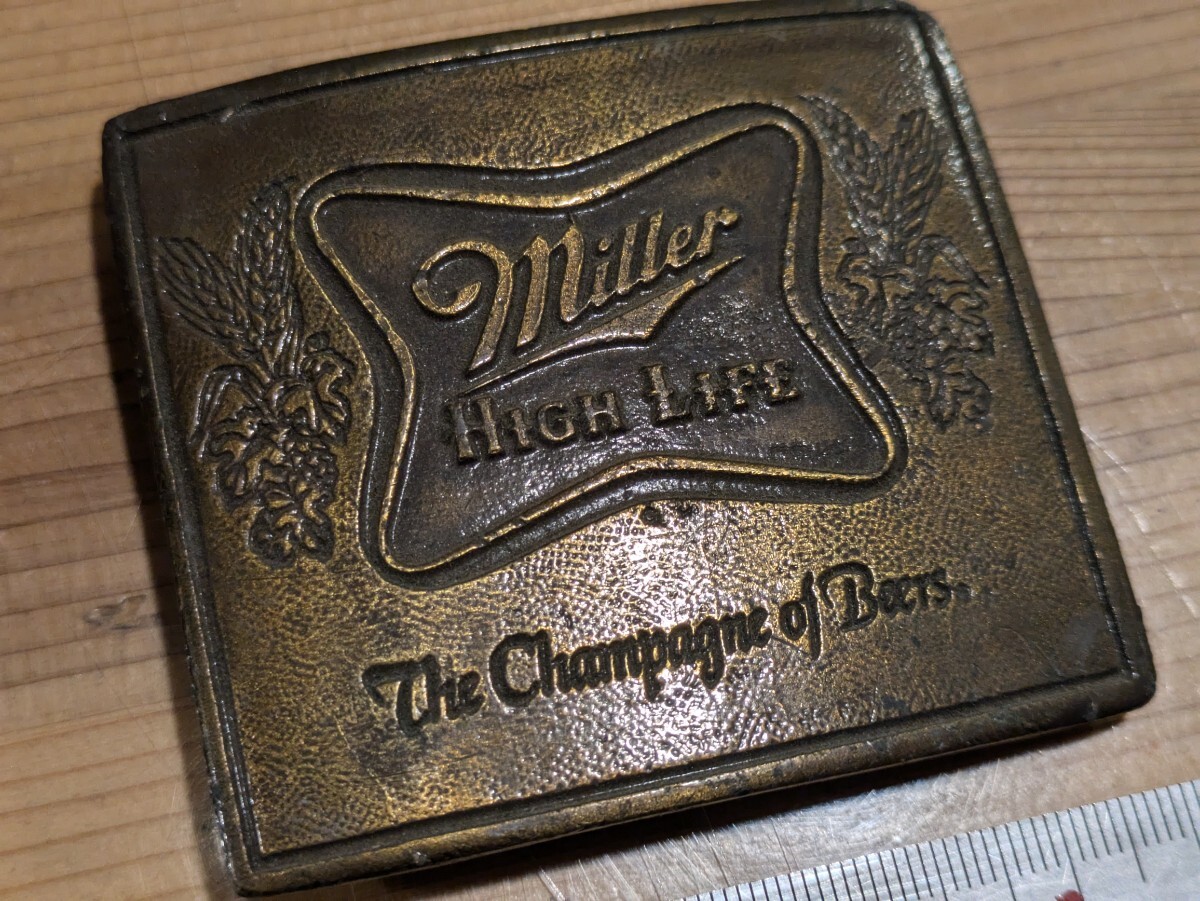 Miller
HIGH LIFE
The Champagne of Beers.